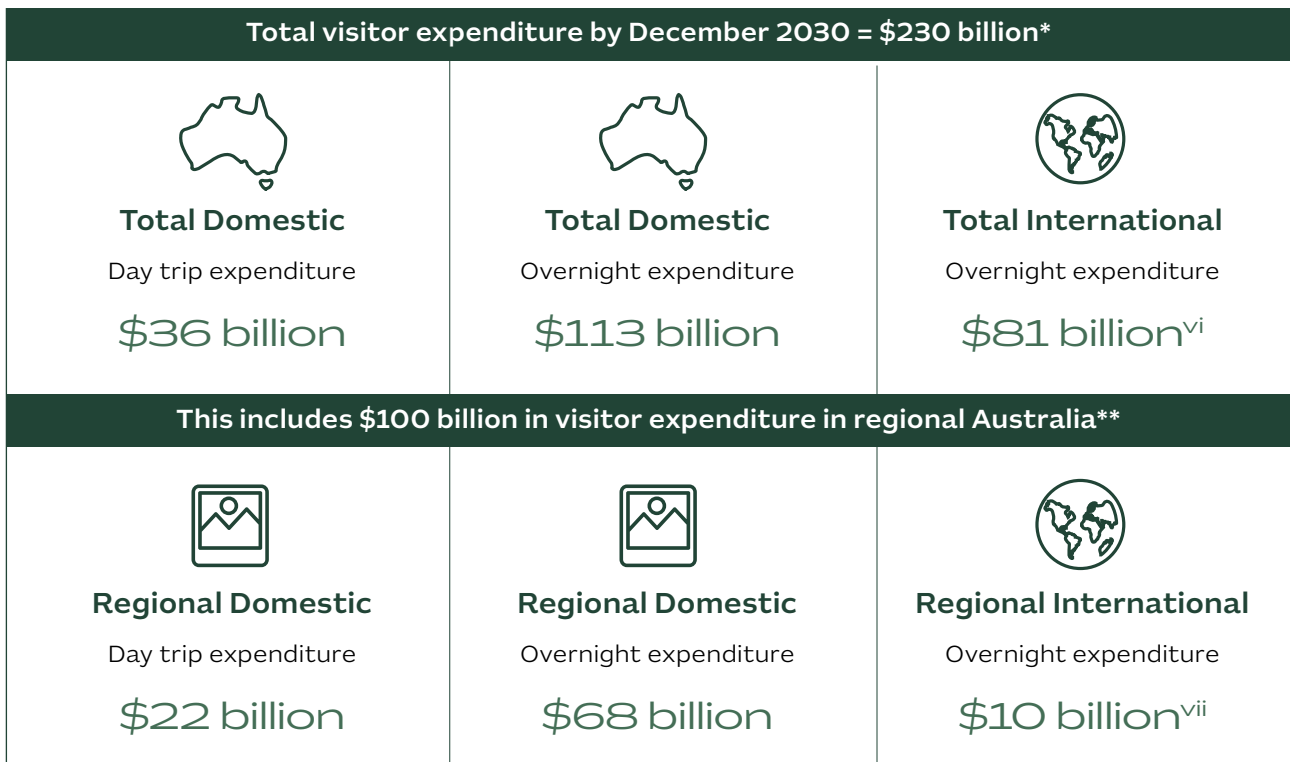 Total visitor expenditure by December 2030 = $230 billion*
Total Domestic
Day trip expenditure
$36 billion
Total Domestic
Overnight expenditure
$113 billion
Total International
Overnight expenditure
$81 billionvi
This includes $100 billion in visitor expenditure in regional Australia**
Regional Domestic
Day trip expenditure
$22 billion
Regional Domestic
Overnight expenditure
$68 billion
Regional International
Overnight expenditure
$10 billionvii